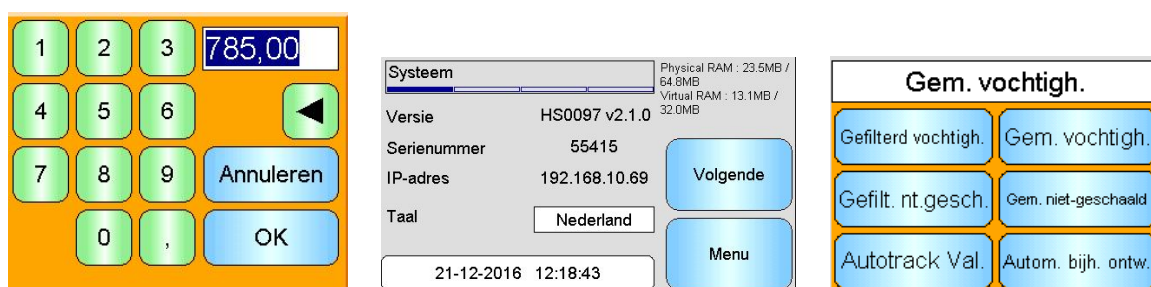 1 2 3 785,00
4 5 6
7 8 9 Annuleren
0 , OK
Systeem
Physical RAM : 23.5MB /
64.8MB
Virtual RAM : 13.1MB /
32.0MB
Versie HS0097 v2.1.0
Serienummer 55415
IP-adres 192.168.10.69
Taal Nederland
21-12-2016 12:18:43
Volgende
Menu
Gem. vochtigh.
Gefilterd vochtigh. Gem. vochtigh.
Gefilt. nt.gesch. Gem. niet-geschaald
Autotrack Val. Autom. bijh. ontw.